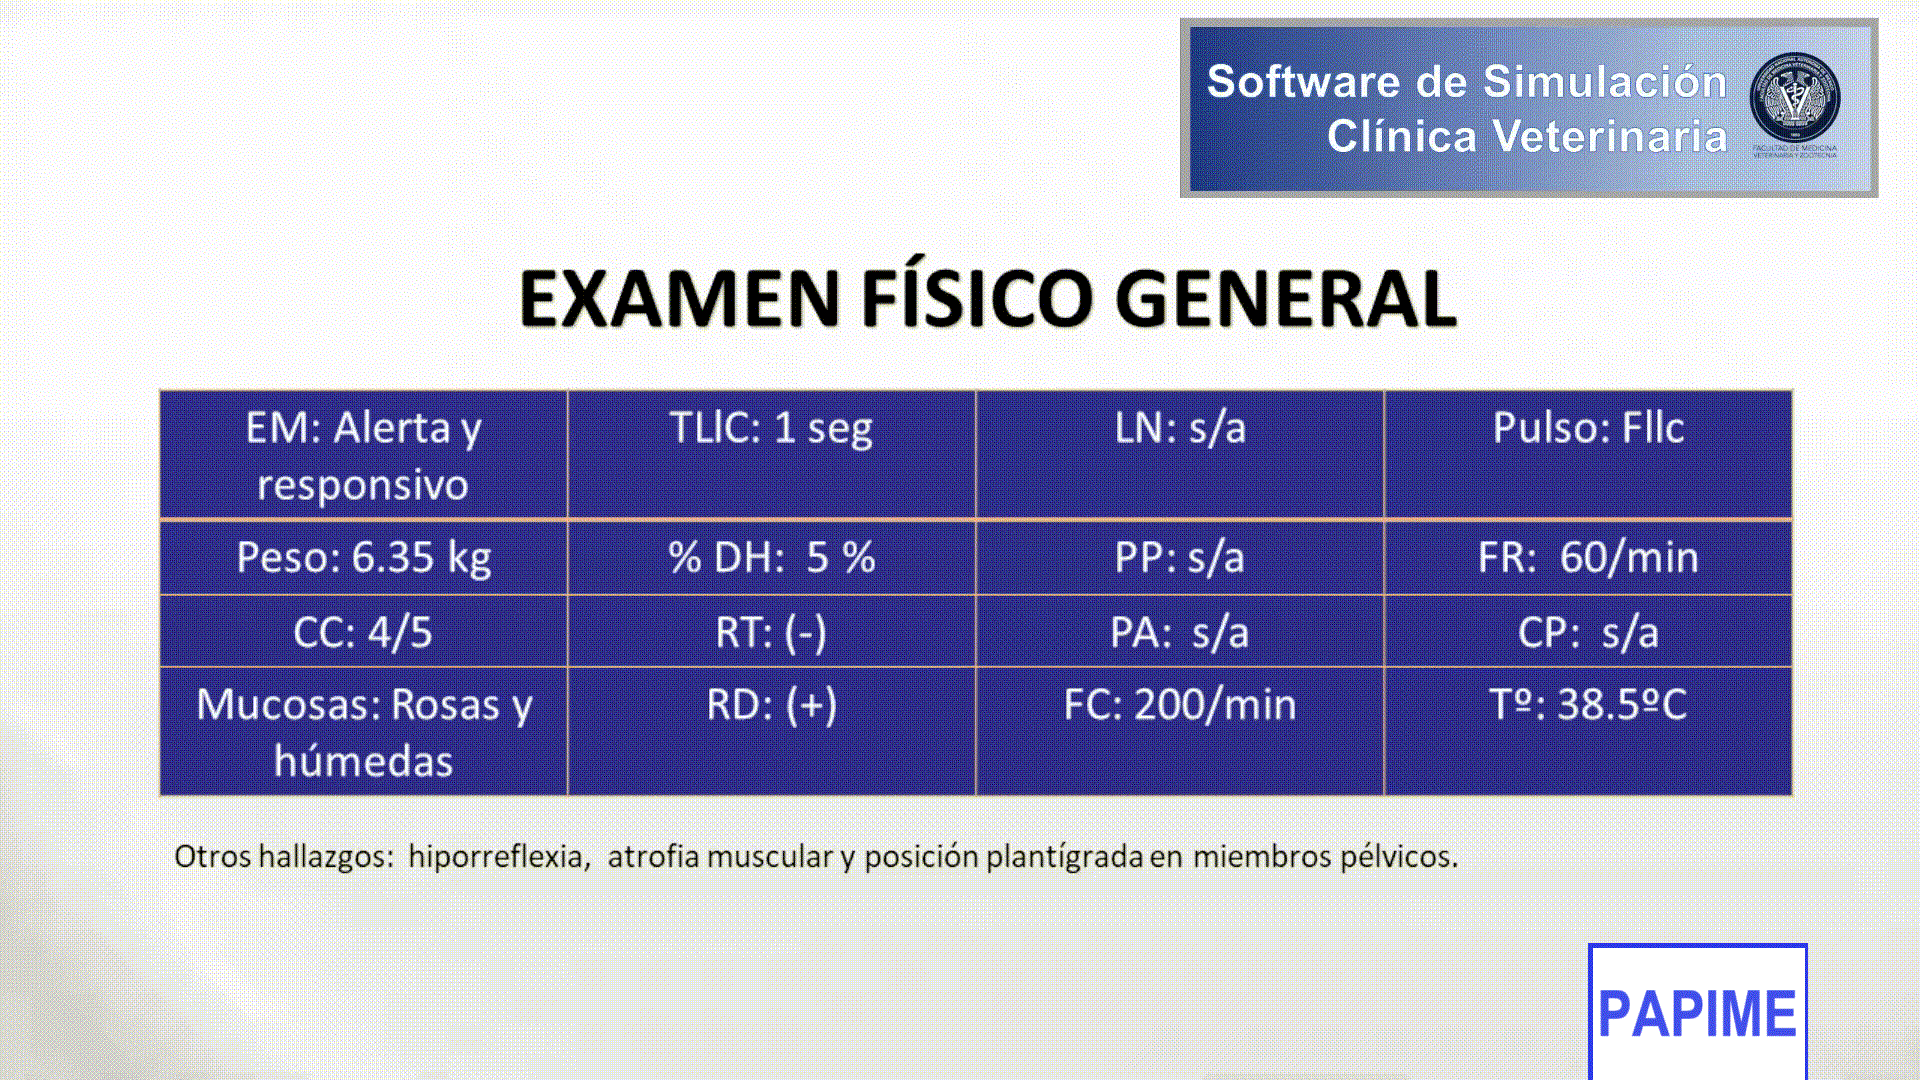 Software de Simulación
Clínica Veterinaria
FACULTAD DE MEDICINA
VETERINARIA Y ZOOTECNIA
EXAMEN FÍSICO GENERAL
EM: Alerta y
responsivo
TLlC: 1 seg
LN: s/a
Pulso: Fllc
Peso: 6.35 kg
% DH: 5 %
PP: s/a
FR: 60/min
CC: 4/5
RT: (-)
PA: s/a
CP: s/a
Mucosas: Rosas y
húmedas
RD: (+)
FC: 200/min
Tº: 38.5ºC
Otros hallazgos: hiporreflexia, atrofia muscular y posición plantígrada en miembros pélvicos.
PAPIME